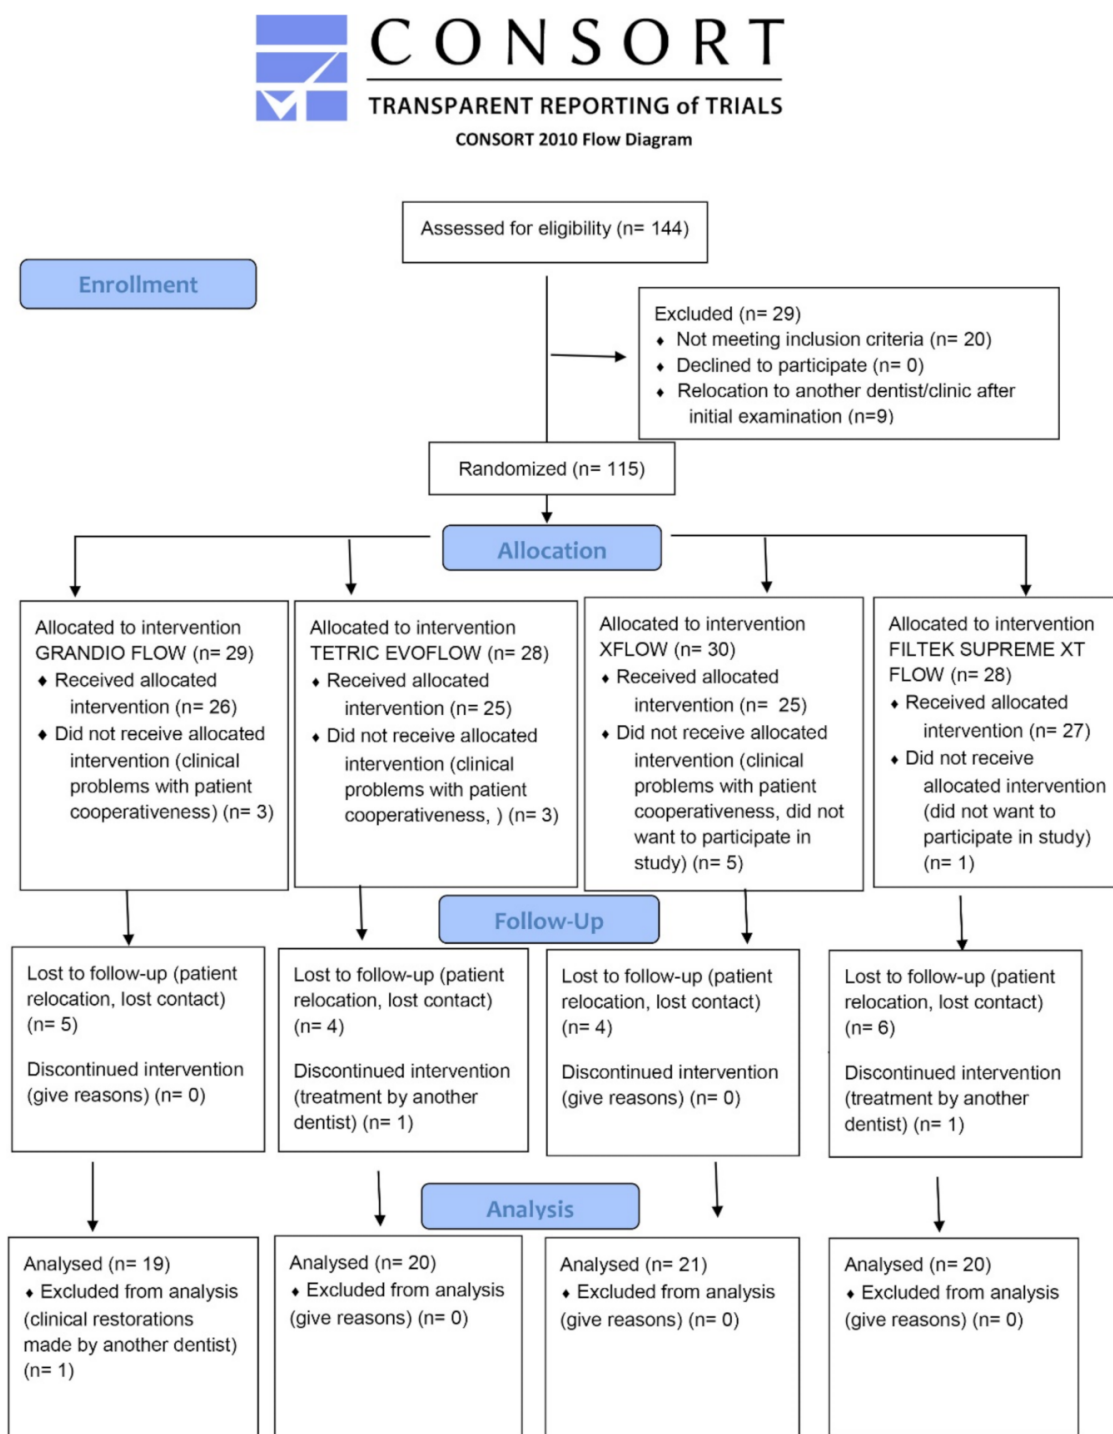 CONSORT
TRANSPARENT REPORTING of TRIALS
CONSORT 2010 Flow Diagram
Assessed for eligibility (n= 144)
Enrollment
Excluded (n= 29)
♦ Not meeting inclusion criteria (n= 20)
♦ Declined to participate (n= 0)
♦ Relocation to another dentist/clinic after
initial examination (n=9)
Randomized (n= 115)
Allocation
Allocated to intervention
GRANDIO FLOW (n= 29)
♦ Received allocated
intervention (n= 26)
♦ Did not receive allocated
intervention (clinical
problems with patient
cooperativeness) (n= 3)
Allocated to intervention
TETRIC EVOFLOW (n= 28)
♦ Received allocated
intervention (n= 25)
♦ Did not receive allocated
intervention (clinical
problems with patient
cooperativeness, ) (n= 3)
Allocated to intervention
XFLOW (n= 30)
♦ Received allocated
intervention (n= 25)
♦ Did not receive allocated
intervention (clinical
problems with patient
cooperativeness, did not
want to participate in
study) (n= 5)
Allocated to intervention
FILTEK SUPREME XT
FLOW (n= 28)
♦ Received allocated
intervention (n= 27)
♦ Did not receive
allocated intervention
(did not want to
participate in study)
(n= 1)
Follow-Up
Lost to follow-up (patient
relocation, lost contact)
(n= 5)
Discontinued intervention
(give reasons) (n= 0)
Lost to follow-up (patient
relocation, lost contact)
(n= 4)
Discontinued intervention
(treatment by another
dentist) (n= 1)
Lost to follow-up (patient
relocation, lost contact)
(n= 4)
Discontinued intervention
(give reasons) (n= 0)
Lost to follow-up (patient
relocation, lost contact)
(n= 6)
Discontinued intervention
(treatment by another
dentist) (n= 1)
Analysis
Analysed (n= 19)
♦ Excluded from analysis
(clinical restorations
made by another dentist)
(n= 1)
Analysed (n= 20)
♦ Excluded from analysis
(give reasons) (n= 0)
Analysed (n= 21)
♦ Excluded from analysis
(give reasons) (n= 0)
Analysed (n= 20)
♦ Excluded from analysis
(give reasons) (n= 0)